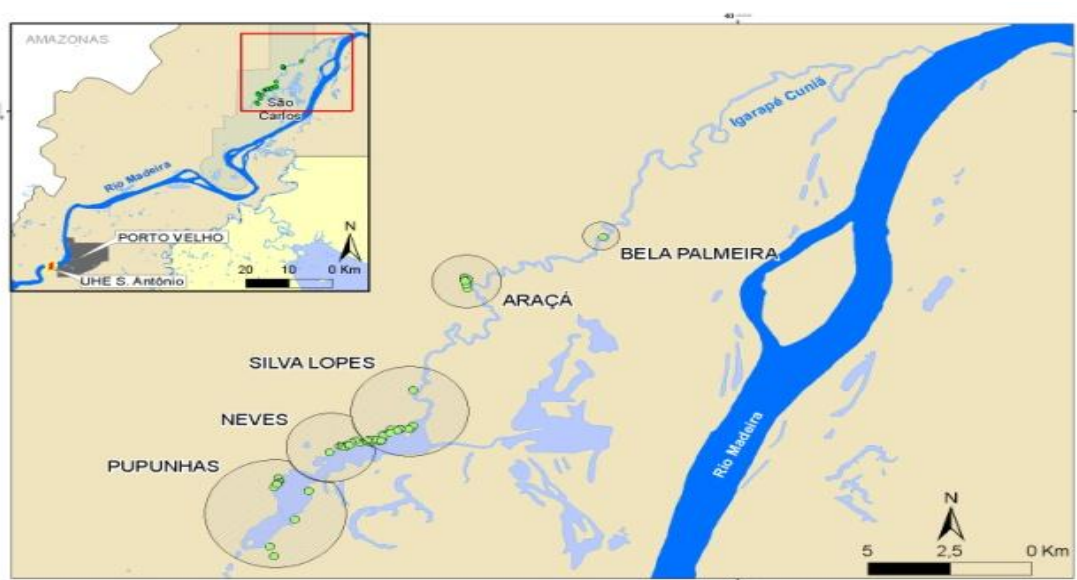 AMAZONAS
São
Carlos
Rio Madeira
N
PORTO VELHO
20 10 0 Km
UHE S. Antônio
Igarapé Cuniã
BELA PALMEIRA
ARAÇÁ
SILVA LOPES
NEVES
PUPUNHAS
Rio Madeira
N
5 2,5 0 Km